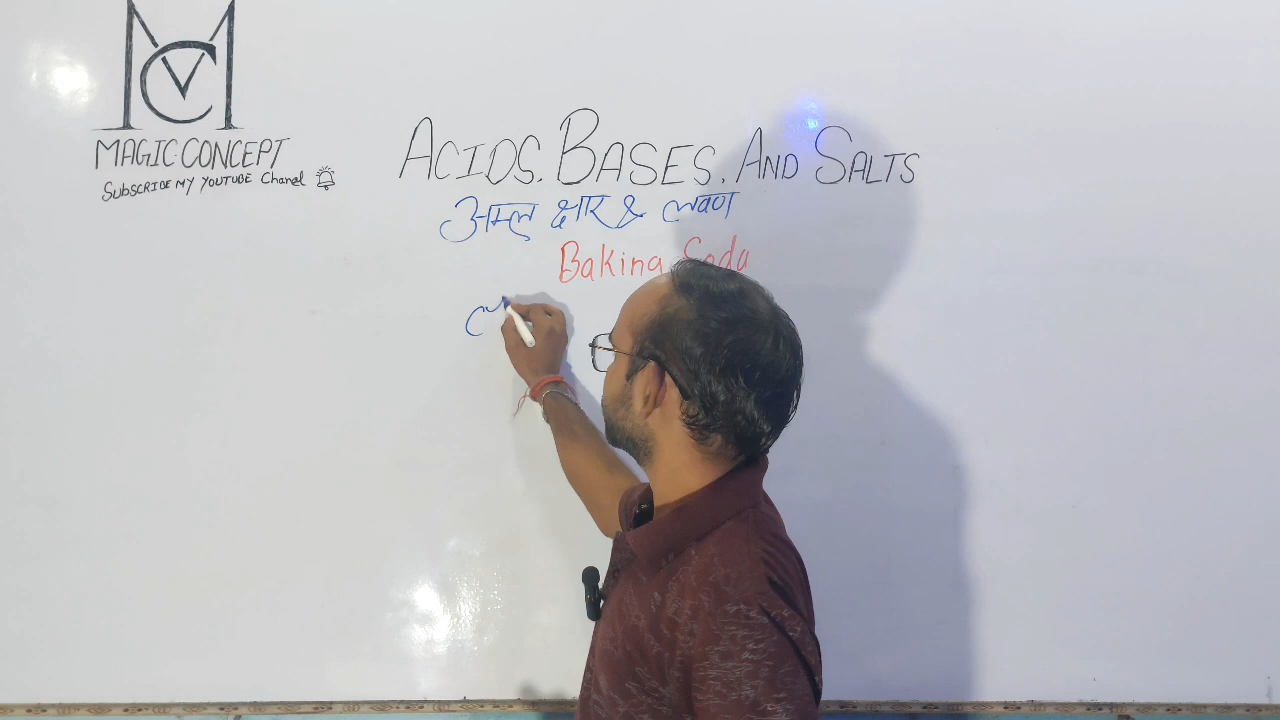 MAGIC CONCEPT
SUBSCRIBE MY YOUTUBE Chanel
ACIDS, BASES, AND SALTS
अम्ल क्षार & लवण
Baking Soda